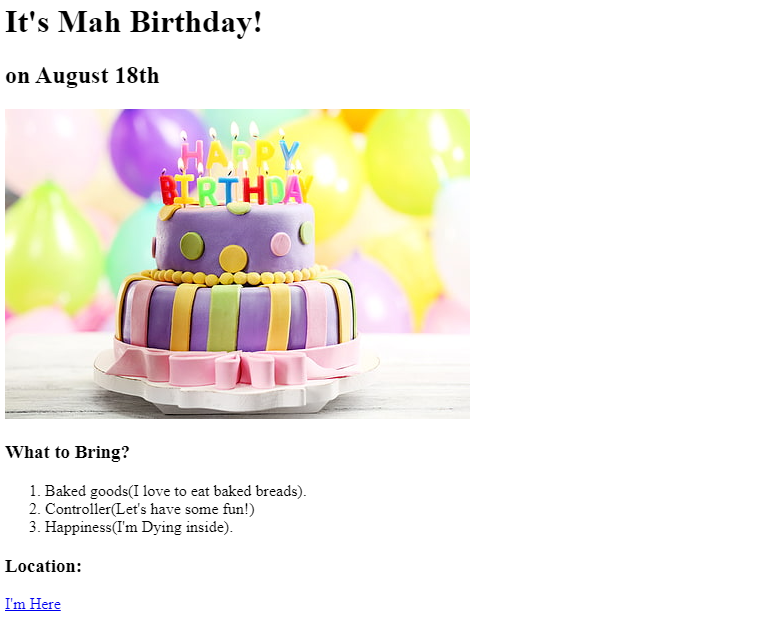 It's Mah Birthday!
on August 18th
HAPPY
BIRTHDAY
What to Bring?
1. Baked goods(I love to eat baked breads).
2. Controller(Let's have some fun!)
3. Happiness(I'm Dying inside).
Location:
I'm Here